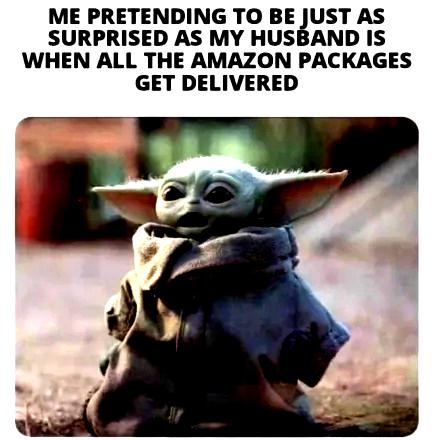 ME PRETENDING TO BE JUST AS
SURPRISED AS MY HUSBAND IS
WHEN ALL THE AMAZON PACKAGES
GET DELIVERED